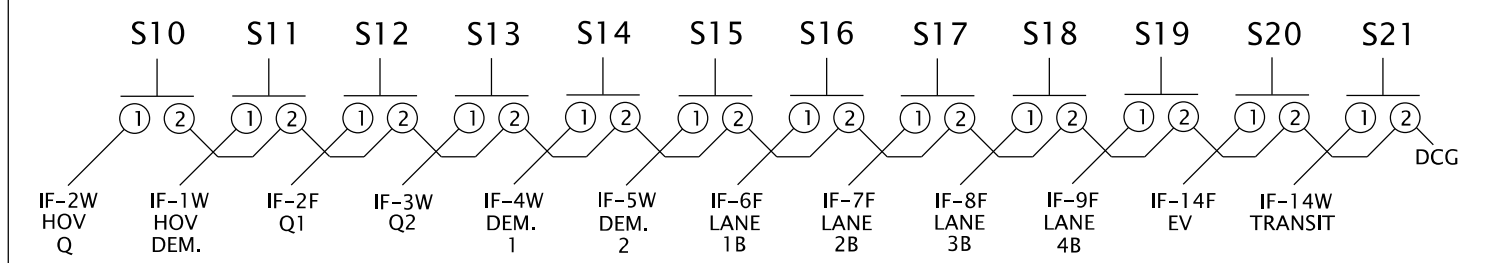 S10 S11 S12 S13 S14 S15 S16 S17 S18 S19 S20 S21
1 2 1 2 1 2 1 2 1 2 1 2 1 2 1 2 1 2 1 2 1 2 1 2
DCG
IF-2W
HOV
Q
IF-1W
HOV
DEM.
IF-2F
Q1
IF-3W
Q2
IF-4W
DEM.
1
IF-5W
DEM.
2
IF-6F
LANE
1B
IF-7F
LANE
2B
IF-8F
LANE
3B
IF-9F
LANE
4B
IF-14F
EV
IF-14W
TRANSIT